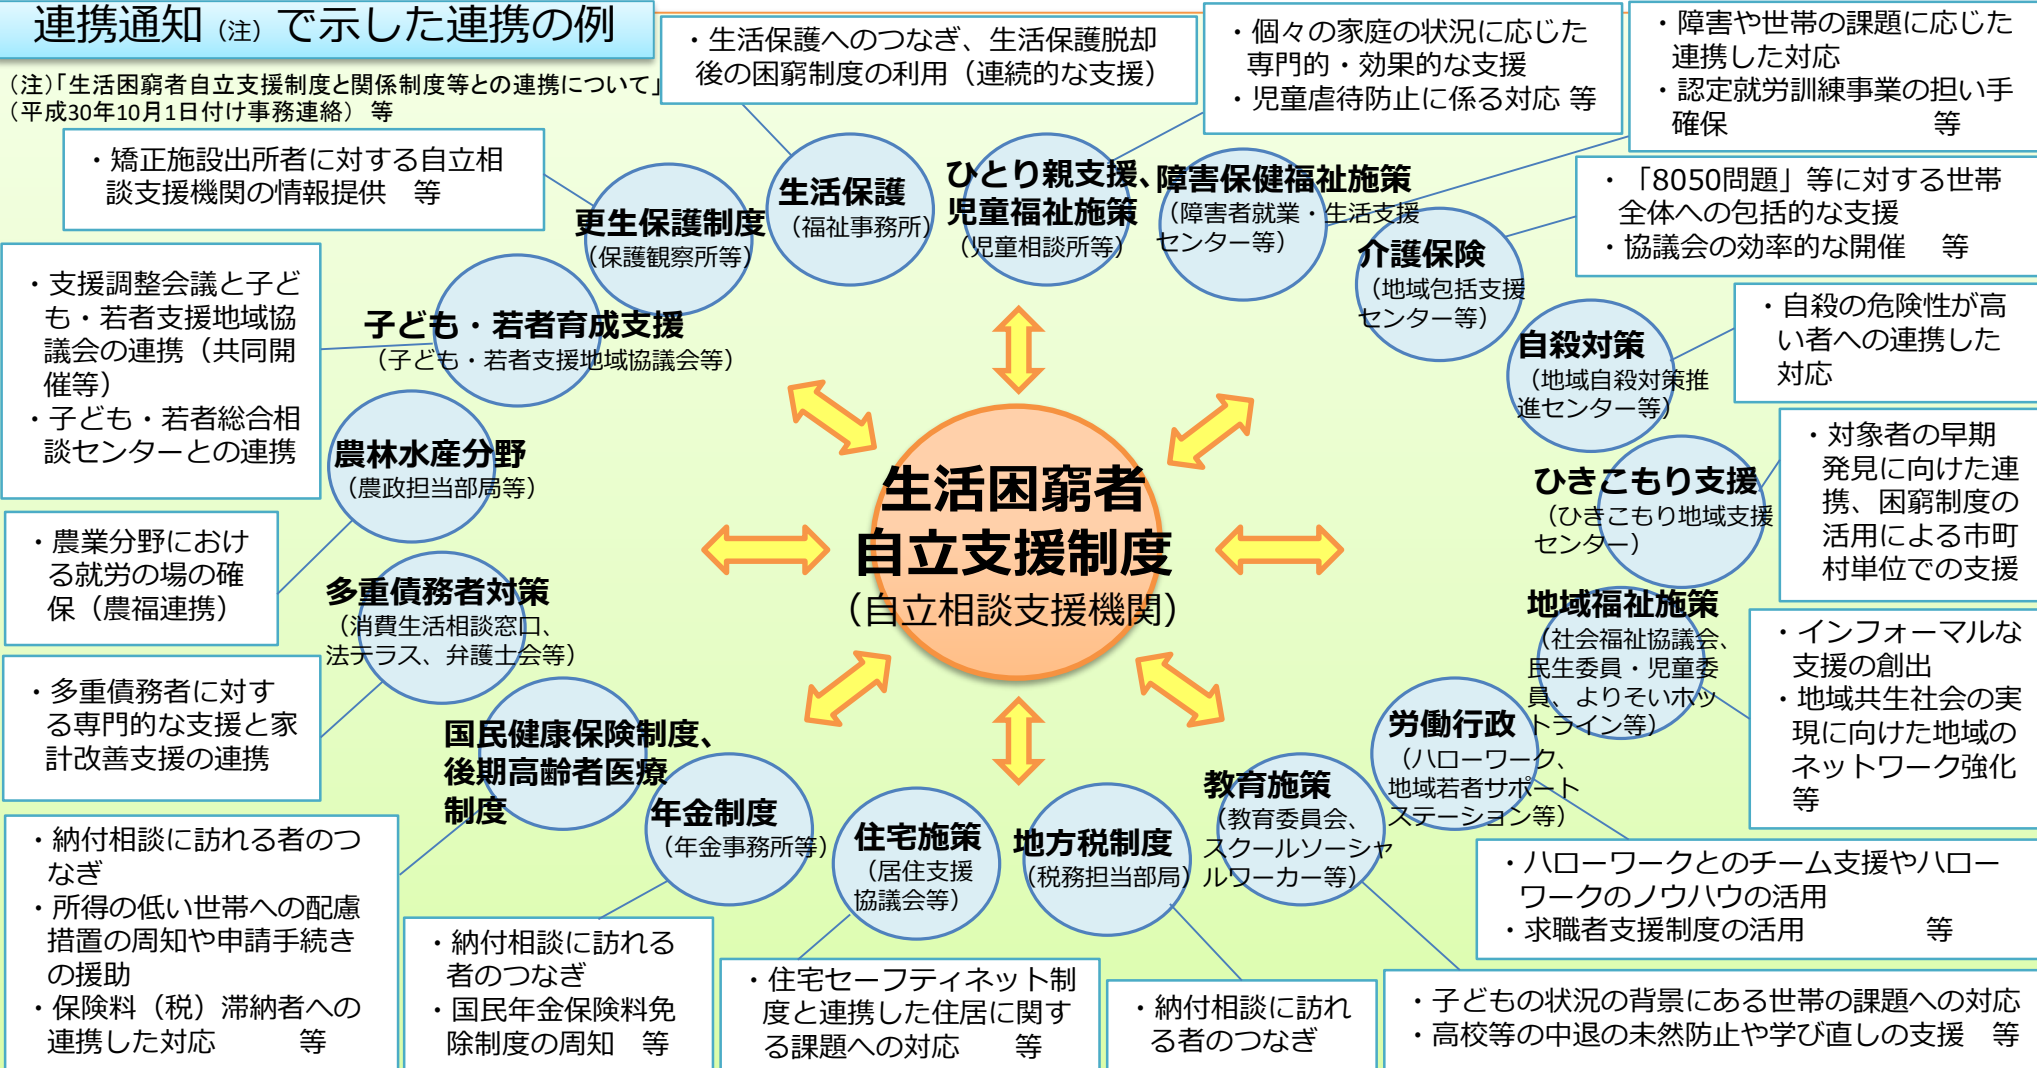 連携通知（注）で示した連携の例
（注）「生活困窮者自立支援制度と関係制度等との連携について」
（平成30年10月1日付け事務連絡） 等
・生活保護へのつなぎ、生活保護脱却
後の困窮制度の利用（連続的な支援）
・個々の家庭の状況に応じた
専門的・効果的な支援
・児童虐待防止に係る対応 等
・障害や世帯の課題に応じた
連携した対応
・認定就労訓練事業の担い手
確保 等
・矯正施設出所者に対する自立相
談支援機関の情報提供 等
・「8050問題」等に対する世帯
全体への包括的な支援
・協議会の効率的な開催 等
更生保護制度
（保護観察所等）
生活保護
（福祉事務所）
ひとり親支援、
児童福祉施策
（児童相談所等）
障害保健福祉施策
（障害者就業・生活支援
センター等）
介護保険
（地域包括支援
センター等）
・支援調整会議と子ど
も・若者支援地域協
議会の連携（共同開
催等）
・子ども・若者総合相
談センターとの連携
子ども・若者育成支援
（子ども・若者支援地域協議会等）
自殺対策
（地域自殺対策推
進センター等）
・自殺の危険性が高
い者への連携した
対応
農林水産分野
（農政担当部局等）
ひきこもり支援
（ひきこもり地域支援
センター）
・対象者の早期
発見に向けた連
携、困窮制度の
活用による市町
村単位での支援
生活困窮者
自立支援制度
（自立相談支援機関）
・農業分野におけ
る就労の場の確
保（農福連携）
多重債務者対策
（消費生活相談窓口、
法テラス、弁護士会等）
地域福祉施策
（社会福祉協議会、
民生委員・児童委
員、よりそいホッ
トライン等）
・インフォーマルな
支援の創出
・地域共生社会の実
現に向けた地域の
ネットワーク強化
等
・多重債務者に対す
る専門的な支援と家
計改善支援の連携
国民健康保険制度、
後期高齢者医療
制度
年金制度
（年金事務所等）
住宅施策
（居住支援
協議会等）
地方税制度
（税務担当部局）
教育施策
（教育委員会、
スクールソーシャ
ルワーカー等）
労働行政
（ハローワーク、
地域若者サポート
ステーション等）
・納付相談に訪れる者のつ
なぎ
・所得の低い世帯への配慮
措置の周知や申請手続き
の援助
・保険料（税）滞納者への
連携した対応 等
・納付相談に訪れる
者のつなぎ
・国民年金保険料免
除制度の周知 等
・住宅セーフティネット制
度と連携した住居に関す
る課題への対応 等
・納付相談に訪れ
る者のつなぎ
・ハローワークとのチーム支援やハロー
ワークのノウハウの活用
・求職者支援制度の活用 等
・子どもの状況の背景にある世帯の課題への対応
・高校等の中退の未然防止や学び直しの支援 等